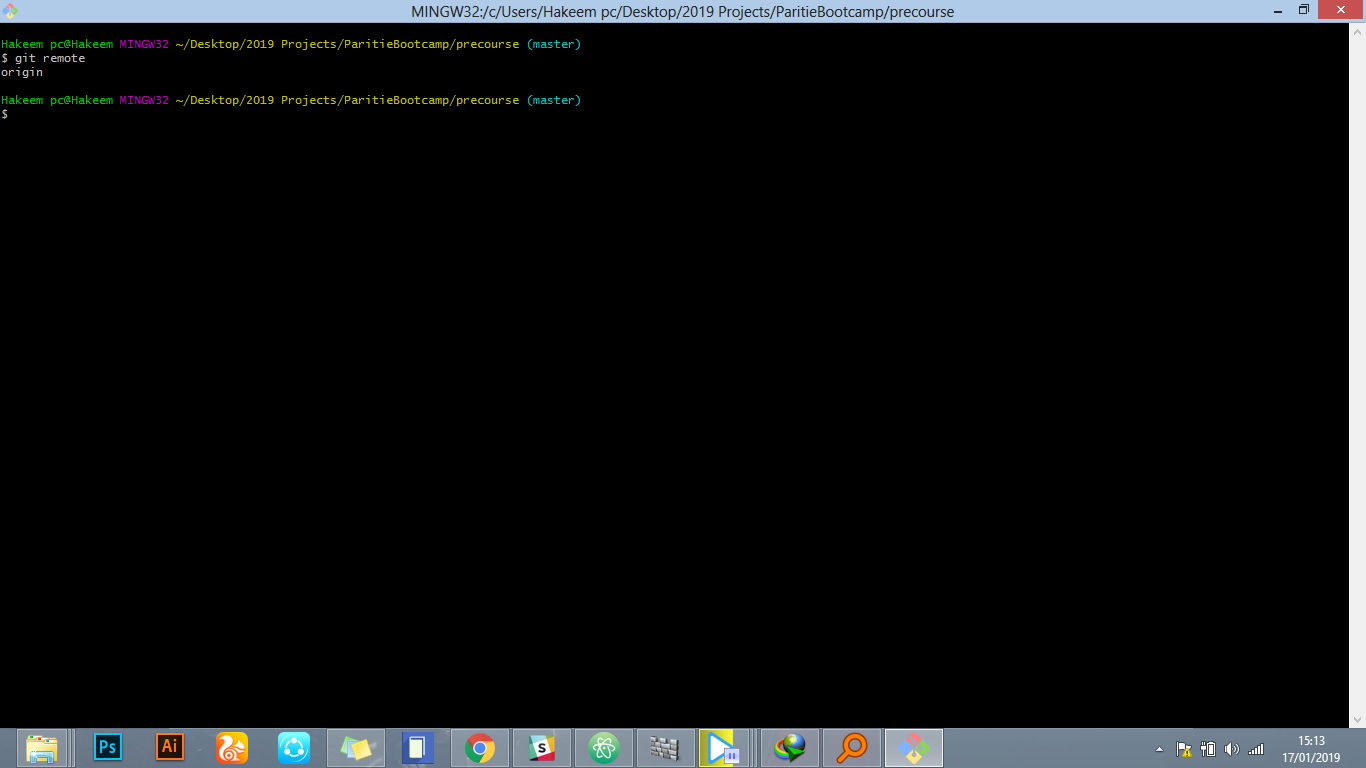 MINGW32:/c/Users/Hakeem pc/Desktop/2019 Projects/ParitieBootcamp/precourse
Hakeem pc@Hakeem MINGW32 ~/Desktop/2019 Projects/ParitieBootcamp/precourse (master)
$ git remote
origin
Hakeem pc@Hakeem MINGW32 ~/Desktop/2019 Projects/ParitieBootcamp/precourse (master)
$
Ps
Ai
S
15:13
17/01/2019